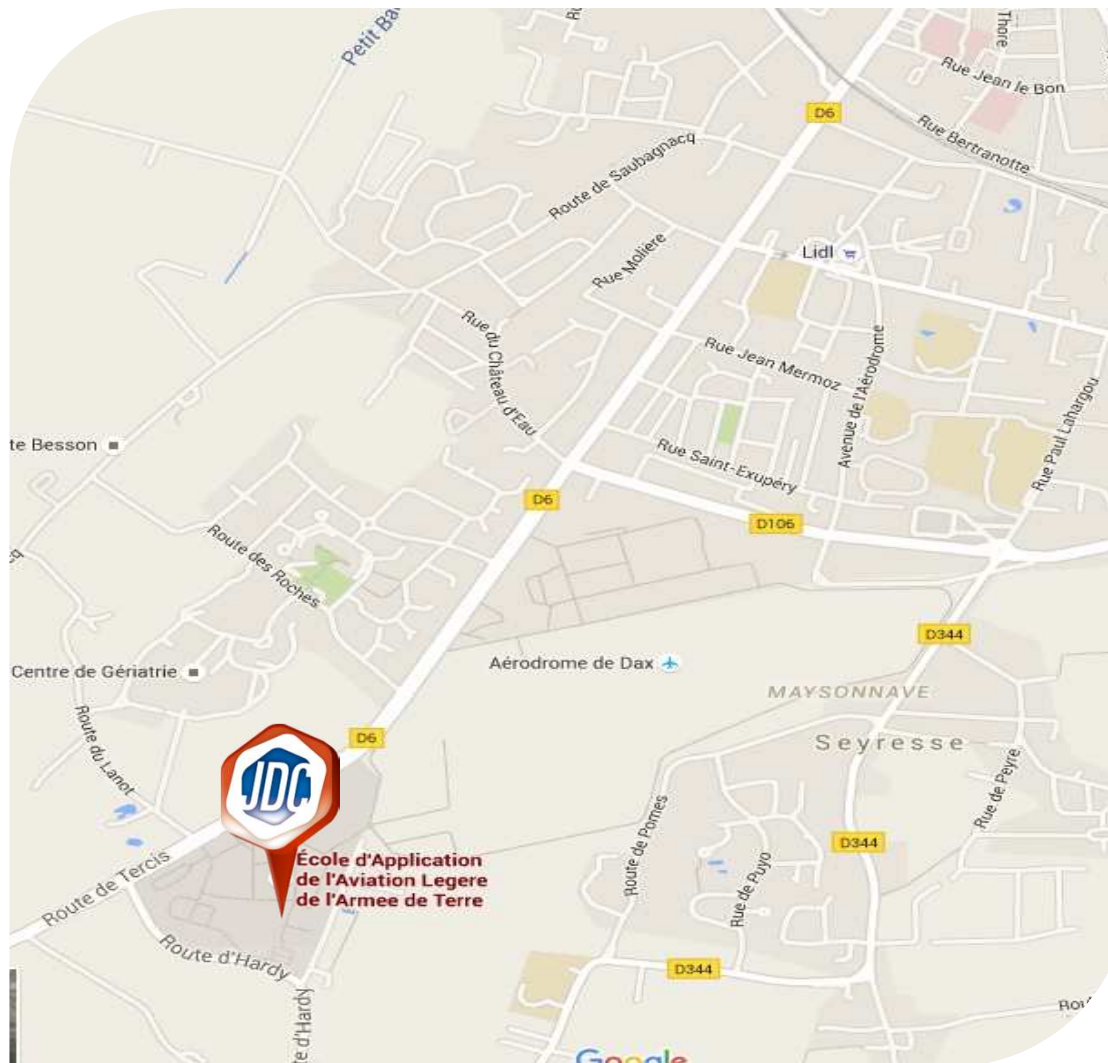 Petit
Thore
Rue Jean le Bon
D6
Rue Bertranotte
Route de Saubagnacq
Lidl
Rue Molière
Rue du Château d'Eau
Rue Jean Mermoz
Avenue de l'Aérodrome
Rue Paul Lahargou
te Besson
Rue Saint-Exupéry
D6
D106
Route des Roches
D344
Centre de Gériatrie
Aérodrome de Dax
MAYSONNAVE
Seyresse
D6
Route du Lanot
JDC
Rue de Peyre
Route de Pomes
D344
Rue de Puyo
École d'Application
de l'Aviation Legere
de l'Armee de Terre
Route de Tercis
Route d'Hardy
D344
te d'Hardy
Google